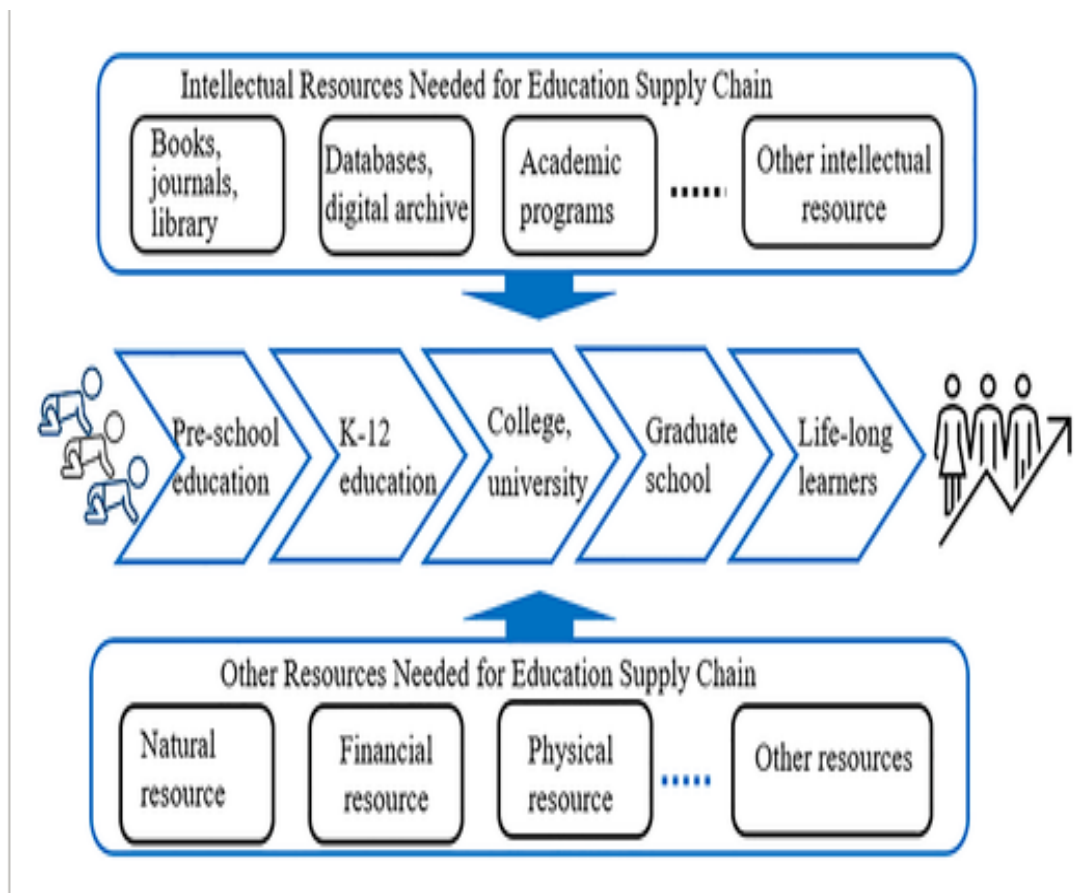 Intellectual Resources Needed for Education Supply Chain
Books,
journals,
library
Databases,
digital archive
Academic
programs
Other intellectual
resource
Pre-school
education
K-12
education
College,
university
Graduate
school
Life-long
learners
Other Resources Needed for Education Supply Chain
Natural
resource
Financial
resource
Physical
resource
Other resources